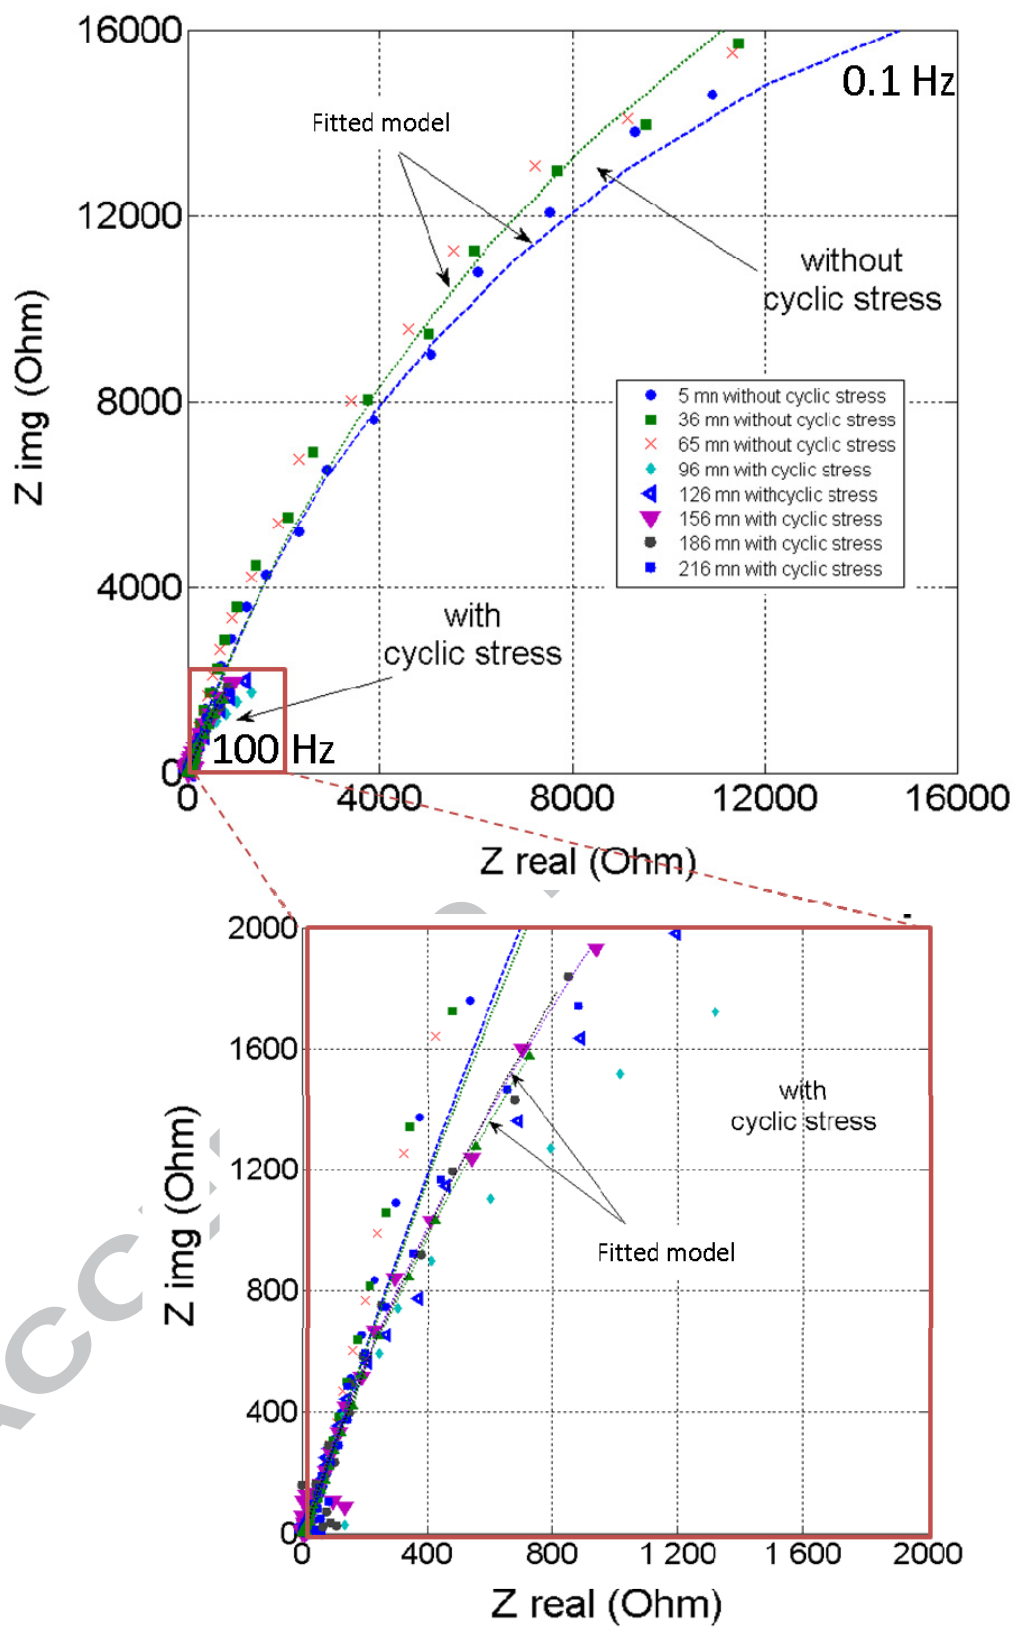 16000
0.1 Hz
Fitted model
12000
without
cyclic stress
Z img (Ohm)
8000
5 mn without cyclic stress
36 mn without cyclic stress
65 mn without cyclic stress
96 mn with cyclic stress
126 mn withcyclic stress
156 mn with cyclic stress
186 mn with cyclic stress
216 mn with cyclic stress
4000
with
cyclic stress
100 Hz
0
0 4000 8000 12000 16000
Z real (Ohm)
2000
1600
with
cyclic stress
1200
Z img (Ohm)
Fitted model
800
400
0
0 400 800 1 200 1 600 2000
Z real (Ohm)
ACC